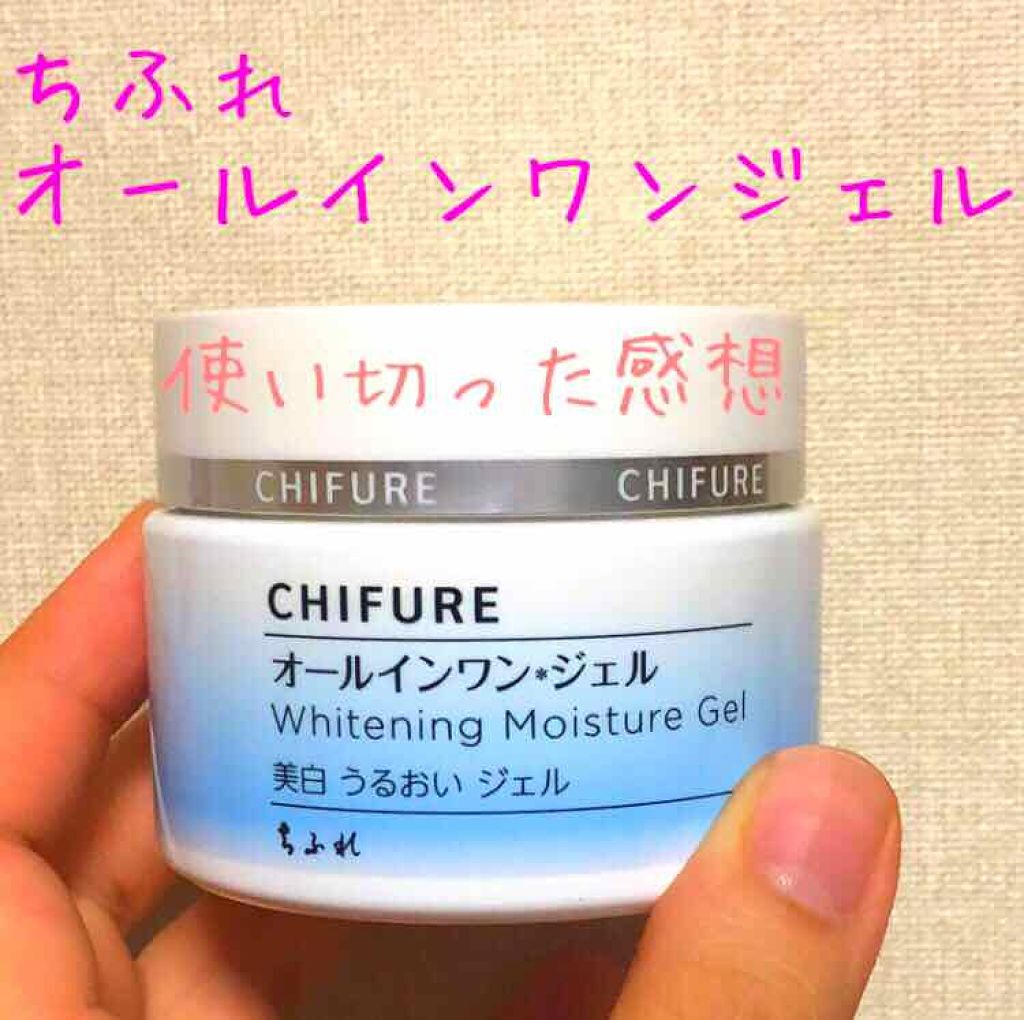 ちふれ
オールインワンジェル
使い切った感想
CHIFURE CHIFURE
CHIFURE
オールインワン*ジェル
Whitening Moisture Gel
美白 うるおい ジェル
ちふれ